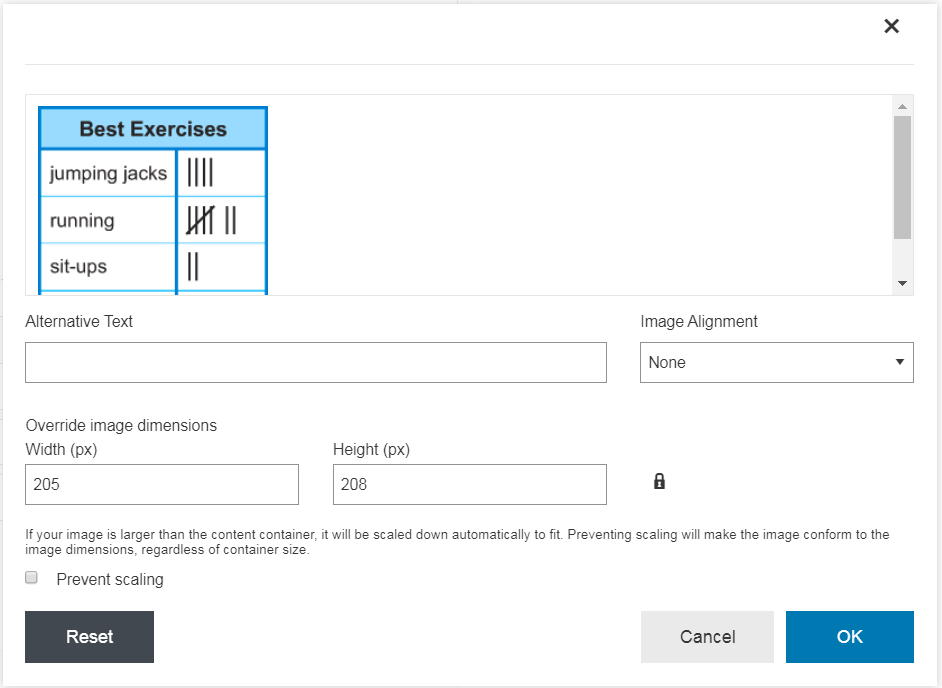 Best Exercises
jumping jacks
running
sit-ups
Alternative Text
Image Alignment
None
Override image dimensions
Width (px)
Height (px)
205
208
If your image is larger than the content container, it will be scaled down automatically to fit. Preventing scaling will make the image conform to the
image dimensions, regardless of container size.
Prevent scaling
Reset
Cancel
OK